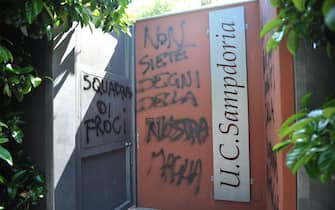 SQUADRA
DI
FROCI
NON
SIETE
DEGNI
DELLA
NOSTRA
MAGLIA
U.C. Sampdoria